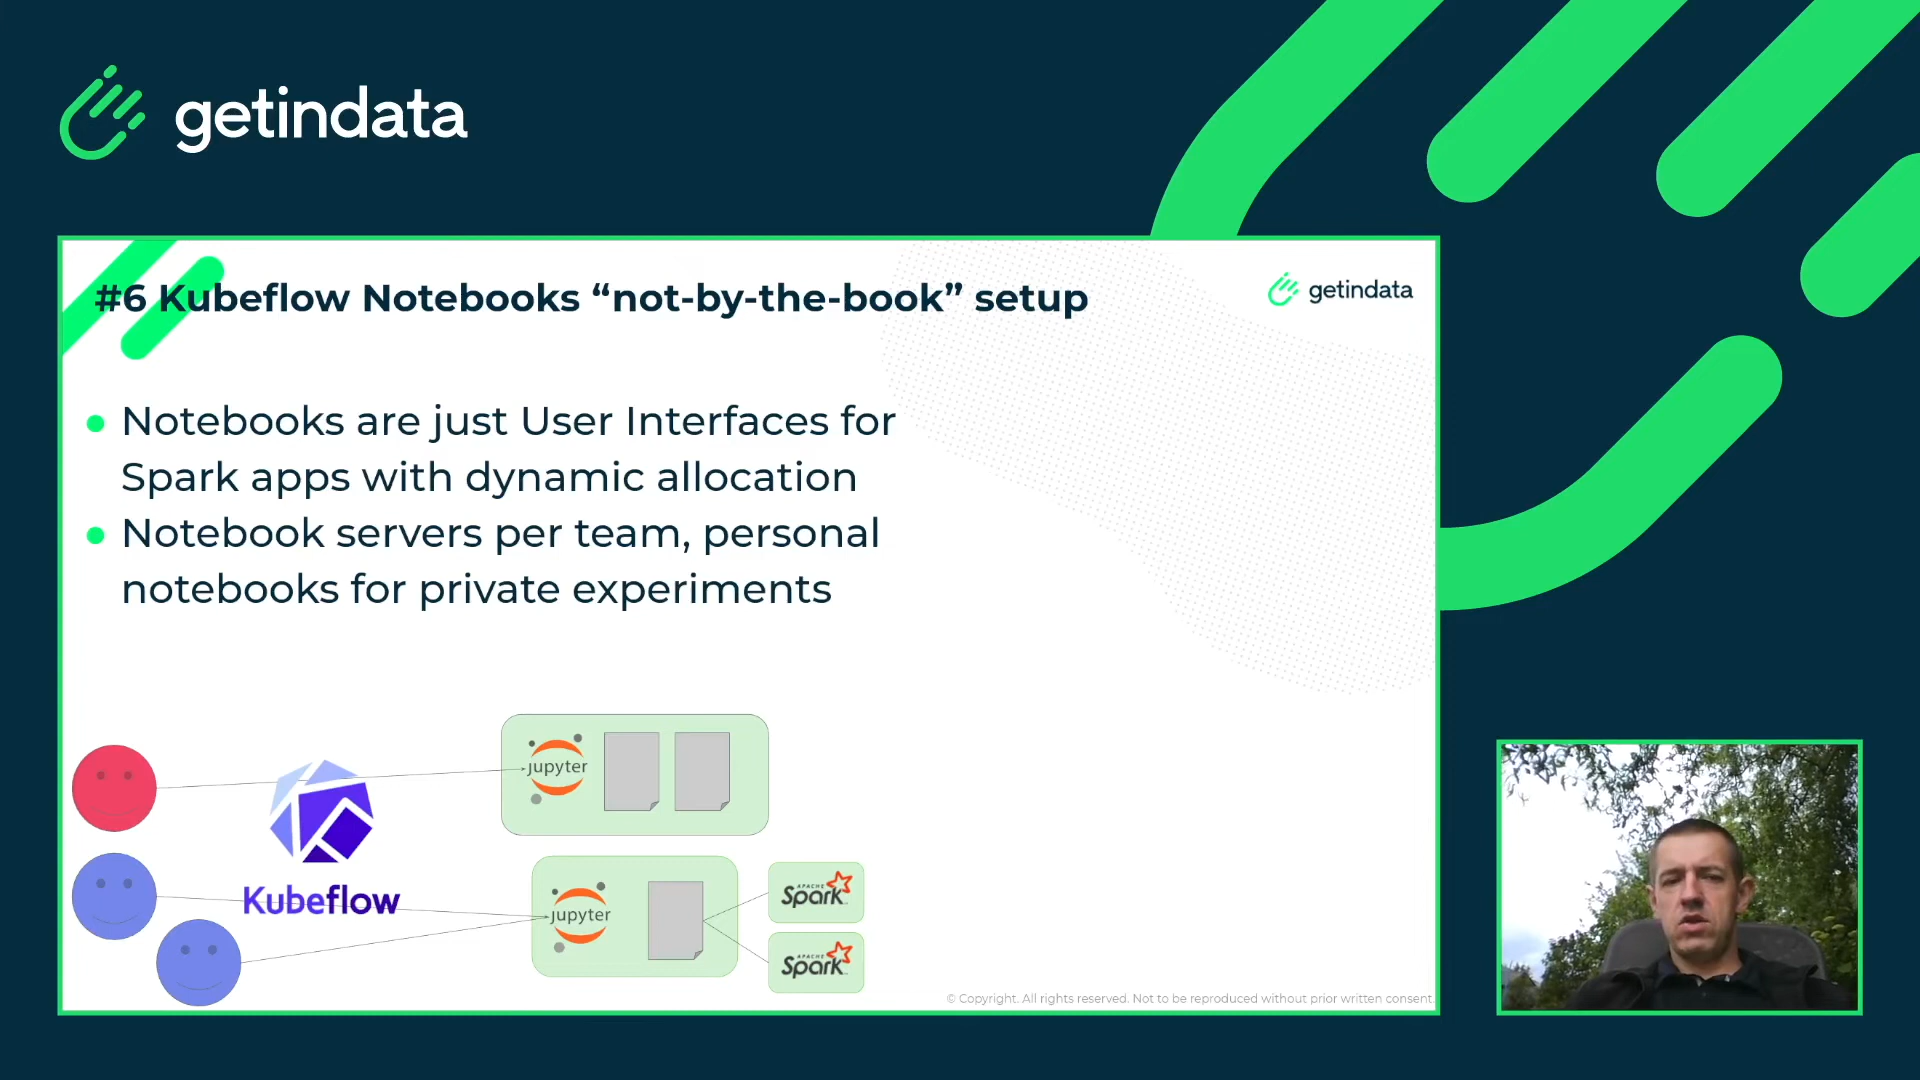 getindata
#6 Kubeflow Notebooks “not-by-the-book” setup
getindata
Notebooks are just User Interfaces for
Spark apps with dynamic allocation
Notebook servers per team, personal
notebooks for private experiments
jupyter
Kubeflow
jupyter
APACHE
Spark
APACHE
Spark
© Copyright. All rights reserved. Not to be reproduced without prior written consent.